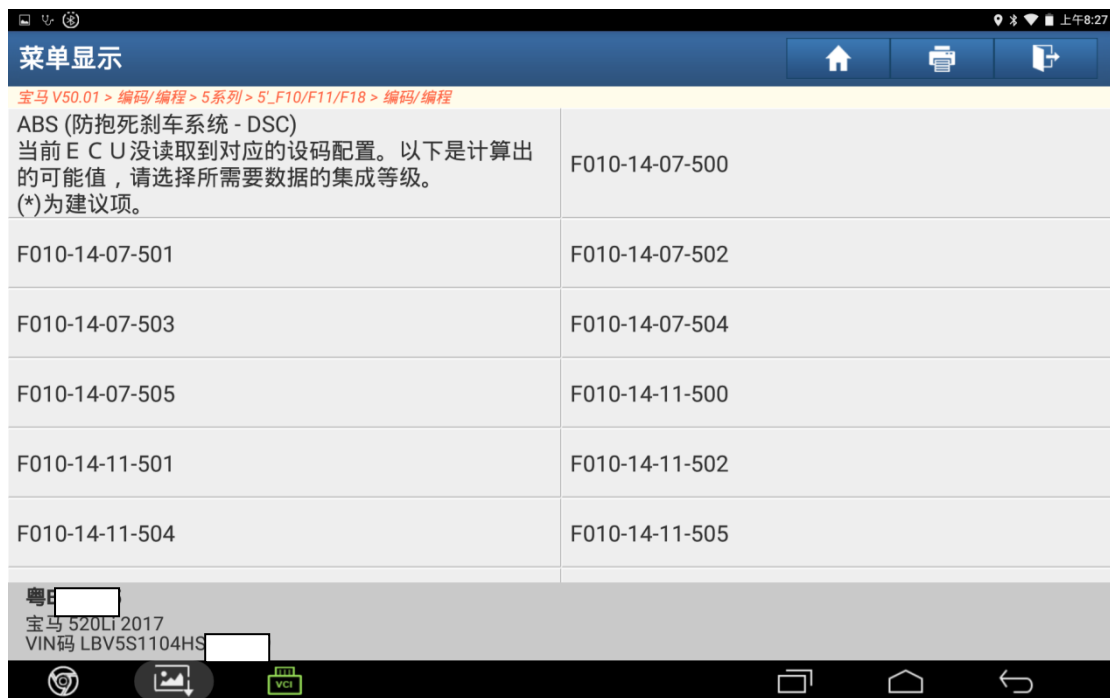 上午8:27
菜单显示
宝马 V50.01 > 编码/编程 > 5系列 > 5'_F10/F11/F18 > 编码/编程
ABS (防抱死刹车系统 - DSC)
当前ＥＣＵ没读取到对应的设码配置。以下是计算出
的可能值，请选择所需要数据的集成等级。
(*)为建议项。
F010-14-07-500
F010-14-07-501
F010-14-07-502
F010-14-07-503
F010-14-07-504
F010-14-07-505
F010-14-11-500
F010-14-11-501
F010-14-11-502
F010-14-11-504
F010-14-11-505
粤
宝马 520Li 2017
VIN码 LBV5S1104HS
VCI